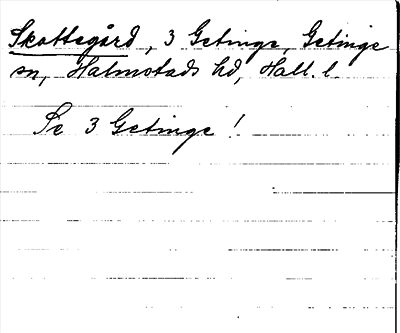 Skattegård, 3 Getinge, Getinge
sn, Halmstads hd, Hall. l.
Se 3 Getinge!